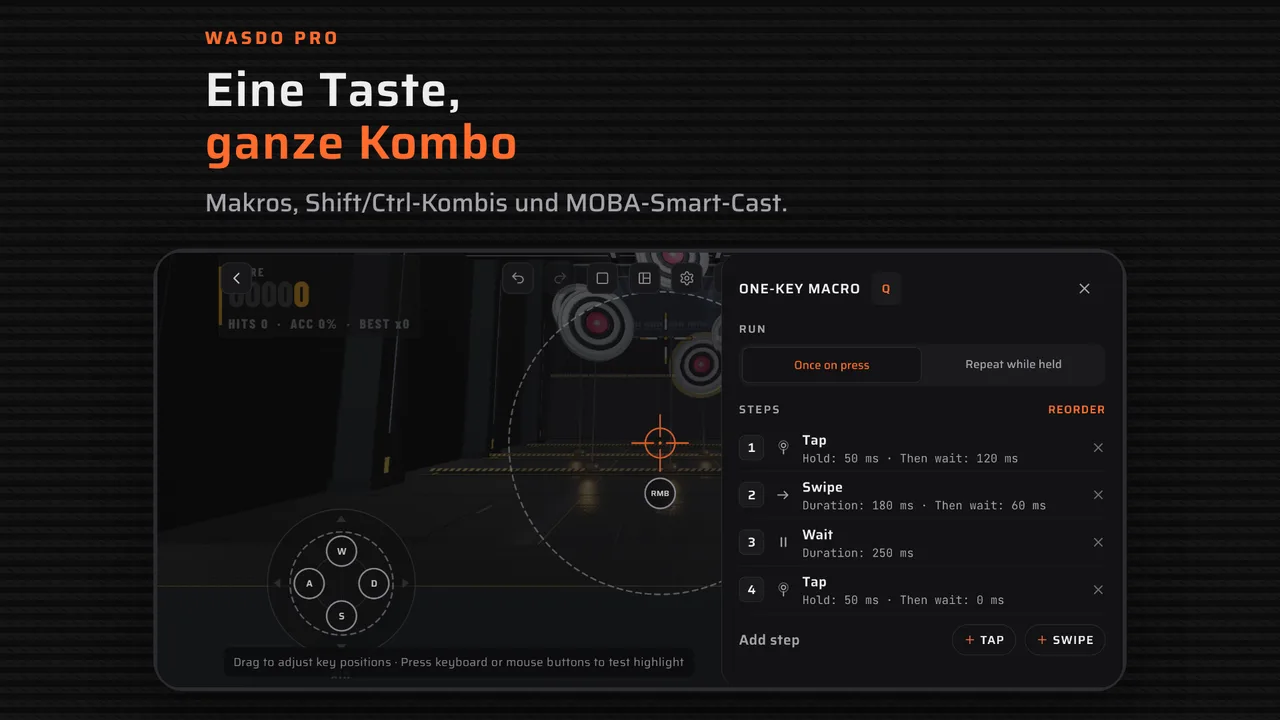 WASDO PRO
Eine Taste,
ganze Kombo
Makros, Shift/Ctrl-Kombis und MOBA-Smart-Cast.
HITS 0 · ACC 0% · BEST x0
ONE-KEY MACRO Q
RUN
Once on press Repeat while held
STEPS REORDER
1 Tap
Hold: 50 ms · Then wait: 120 ms
2 Swipe
Duration: 180 ms · Then wait: 60 ms
3 Wait
Duration: 250 ms
4 Tap
Hold: 50 ms · Then wait: 0 ms
Add step + TAP + SWIPE
RMB
W
A D
S
Drag to adjust key positions · Press keyboard or mouse buttons to test highlight